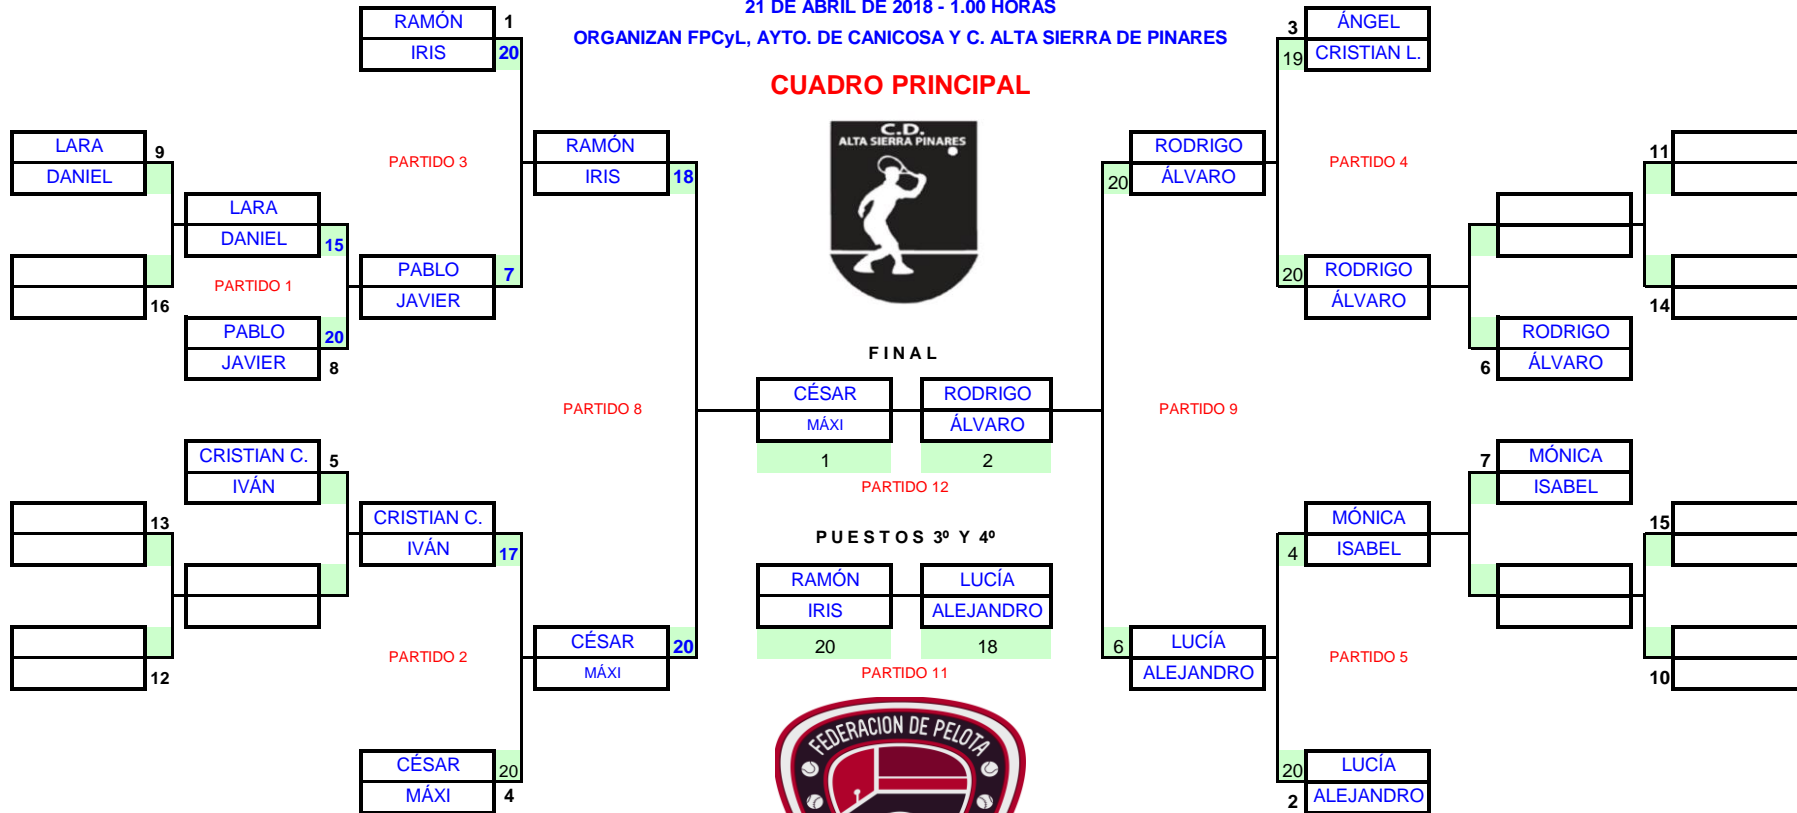 21 DE ABRIL DE 2018 - 1.00 HORAS
ORGANIZAN FPCyL, AYTO. DE CANICOSA Y C. ALTA SIERRA DE PINARES
CUADRO PRINCIPAL
RAMÓN 1
IRIS 20
3 ÁNGEL
19 CRISTIAN L.
C.D.
ALTA SIERRA PINARES
LARA 9
DANIEL
PARTIDO 3
RAMÓN
IRIS 18
RODRIGO
20 ÁLVARO
PARTIDO 4
11
LARA
DANIEL 15
PARTIDO 1
16
PABLO 7
JAVIER
20 RODRIGO
ÁLVARO
14
PABLO 20
JAVIER 8
RODRIGO
6 ÁLVARO
FINAL
CÉSAR RODRIGO
MÁXI ÁLVARO
1 2
PARTIDO 12
PARTIDO 8
PARTIDO 9
CRISTIAN C. 5
IVÁN
7 MÓNICA
ISABEL
13
CRISTIAN C.
IVÁN 17
MÓNICA
4 ISABEL
15
PUESTOS 3º Y 4º
RAMÓN LUCÍA
IRIS ALEJANDRO
20 18
PARTIDO 11
12
PARTIDO 2
CÉSAR 20
MÁXI
6 LUCÍA
ALEJANDRO
PARTIDO 5
10
FEDERACION DE PELOTA
CÉSAR 20
MÁXI 4
20 LUCÍA
2 ALEJANDRO